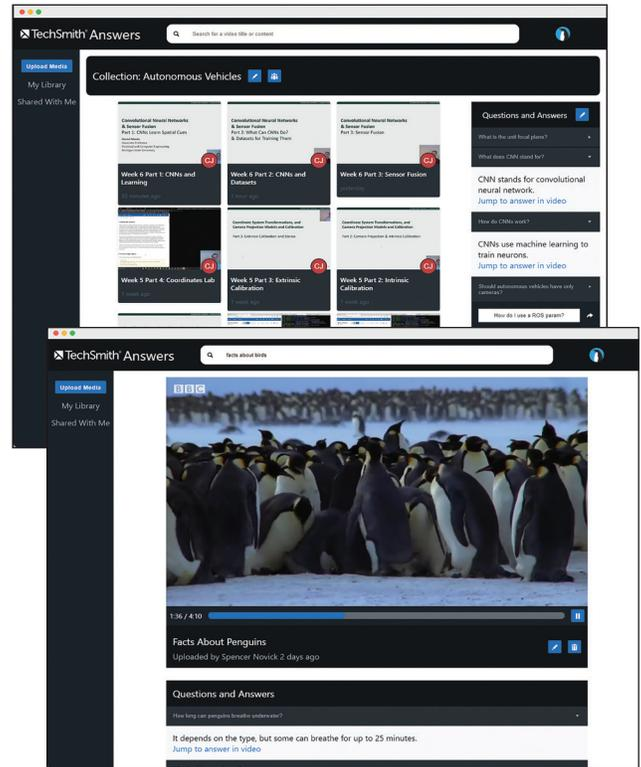 TechSmith® Answers
Search for a video title or content
Upload Media
My Library
Shared With Me
Collection: Autonomous Vehicles
Convolutional Neural Networks
& Sensor Fusion
Part 1: CNNs Learn Spatial Cues
CJ
Week 6 Part 1: CNNs and
Learning
Convolutional Neural Networks
& Sensor Fusion
Part 2: What Can CNNs Do?
& Datasets for Training Them
CJ
Week 6 Part 2: CNNs and
Datasets
1 hour ago
Convolutional Neural Networks
& Sensor Fusion
Part 3: Sensor Fusion
CJ
Week 6 Part 3: Sensor Fusion
yesterday
CJ
Week 5 Part 4: Coordinates Lab
1 week ago
Coordinate System Transformations, and
Camera Projection Models and Calibration
Part 3: Extrinsic Calibration and Stereo
CJ
Week 5 Part 3: Extrinsic
Calibration
1 week ago
Coordinate System Transformations, and
Camera Projection Models and Calibration
Part 2: Camera Projection & Intrinsic Calibration
CJ
Week 5 Part 2: Intrinsic
Calibration
1 week ago
Questions and Answers
What is the unit focal plane?
What does CNN stand for?
CNN stands for convolutional
neural network.
Jump to answer in video
How do CNNs work?
CNNs use machine learning to
train neurons.
Jump to answer in video
Should autonomous vehicles have only
cameras?
How do I use a ROS param?
TechSmith® Answers
facts about birds
Upload Media
My Library
Shared With Me
BBC
1:36 / 4:10
Facts About Penguins
Uploaded by Spencer Novick 2 days ago
Questions and Answers
How long can penguins breathe underwater?
It depends on the type, but some can breathe for up to 25 minutes.
Jump to answer in video